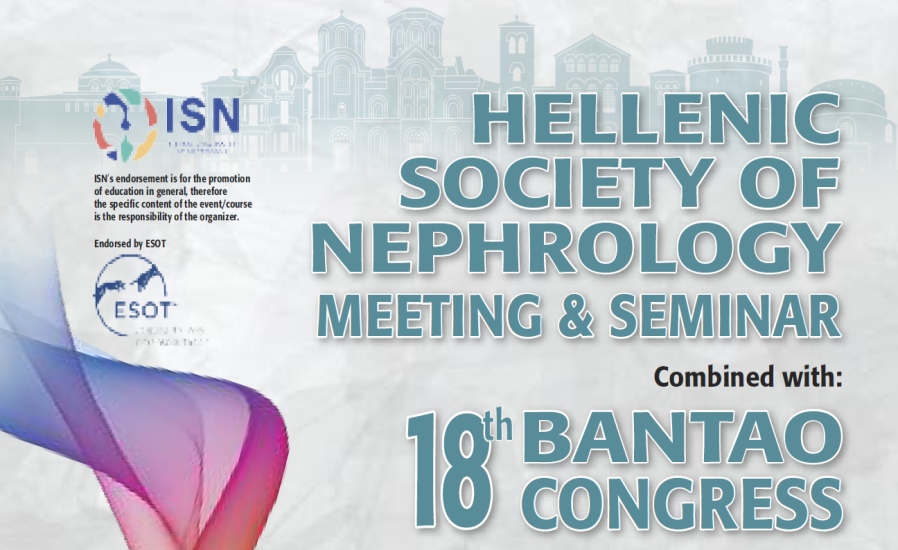 ISN
ISN's endorsement is for the promotion
of education in general, therefore
the specific content of the event/course
is the responsibility of the organizer.
Endorsed by ESOT
ESOT
HELLENIC
SOCIETY OF
NEPHROLOGY
MEETING & SEMINAR
Combined with:
18th BANTAO
CONGRESS